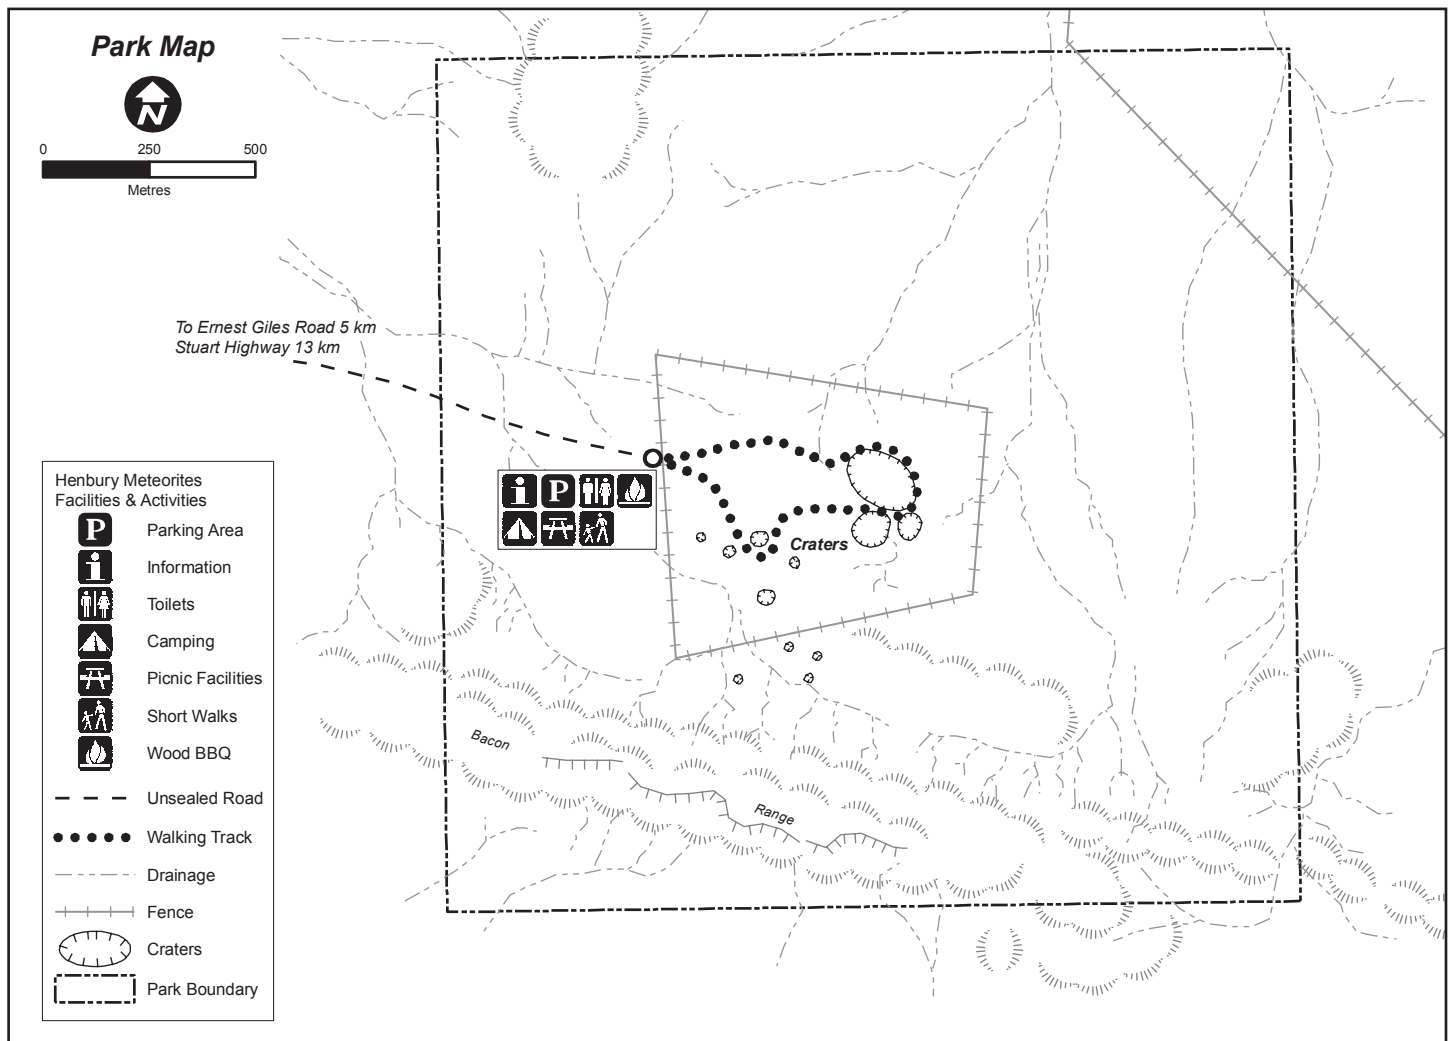 Park Map
N
0 250 500
Metres
To Ernest Giles Road 5 km
Stuart Highway 13 km
i P
Craters
Henbury Meteorites
Facilities & Activities
P Parking Area
i Information
Toilets
Camping
Picnic Facilities
Short Walks
Wood BBQ
Unsealed Road
Walking Track
Drainage
Fence
Craters
Park Boundary
Bacon
Range